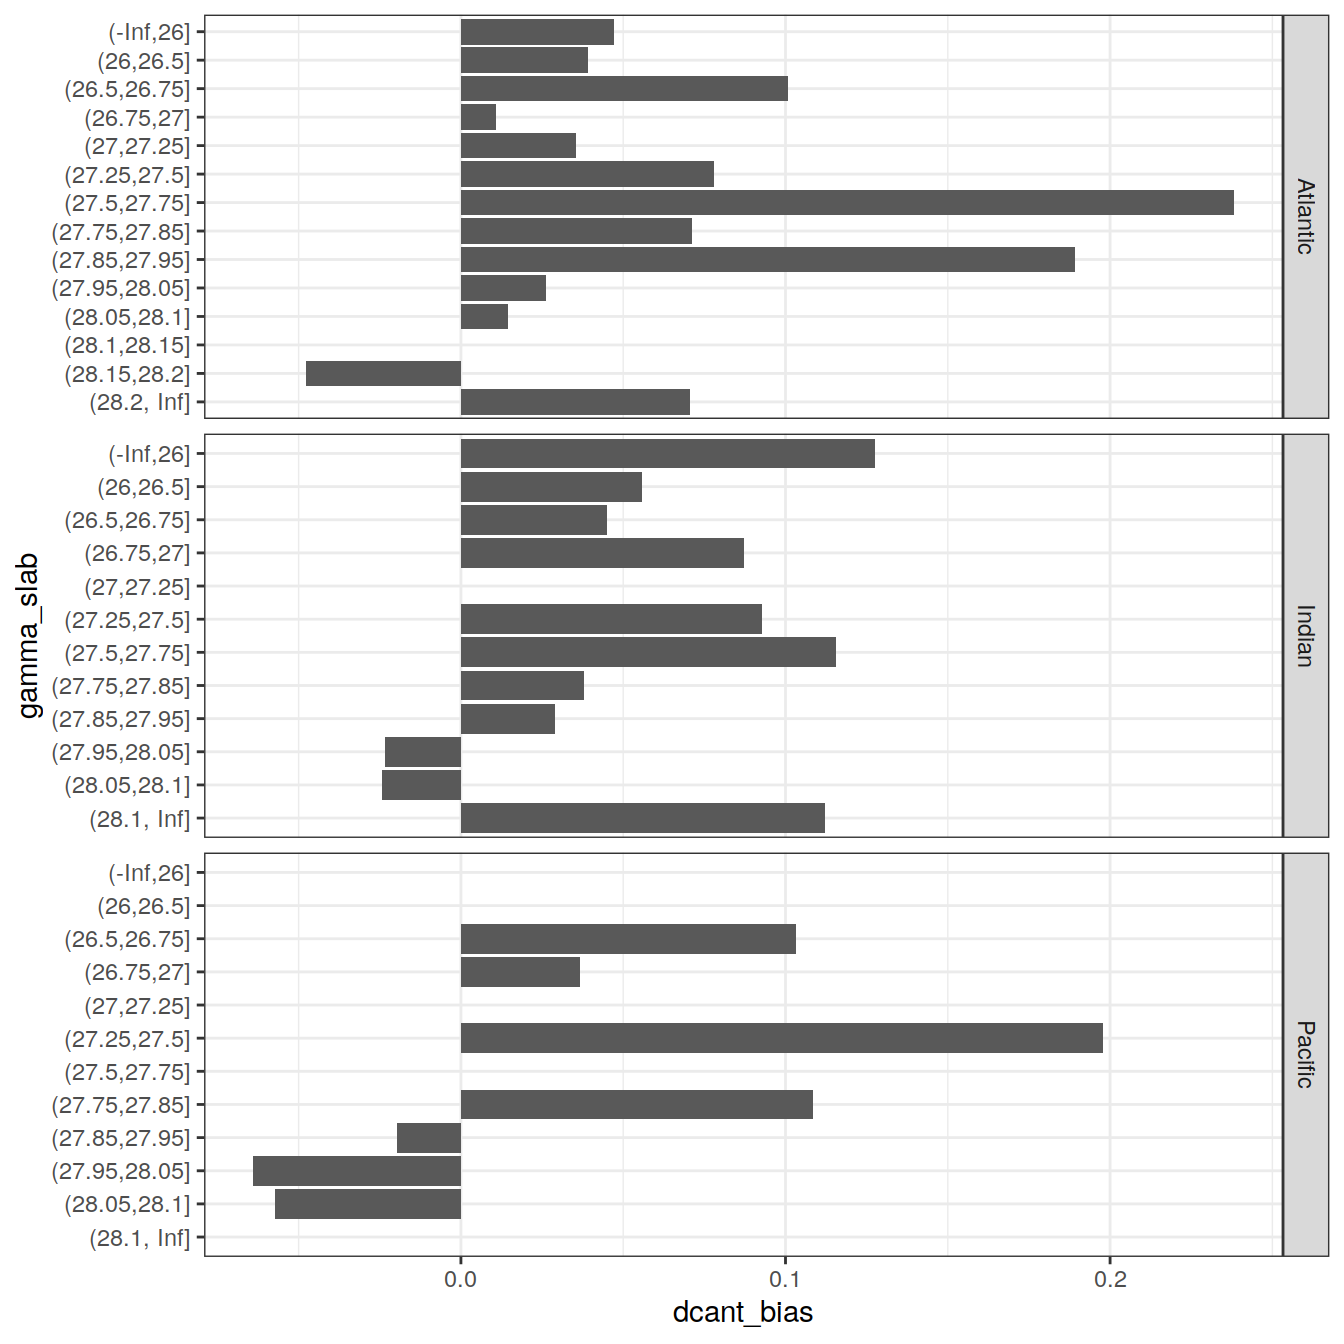 (-Inf,26]
(26,26.5]
(26.5,26.75]
(26.75,27]
(27,27.25]
(27.25,27.5]
(27.5,27.75]
(27.75,27.85]
(27.85,27.95]
(27.95,28.05]
(28.05,28.1]
(28.1,28.15]
(28.15,28.2]
(28.2, Inf]
Atlantic
(-Inf,26]
(26,26.5]
(26.5,26.75]
(26.75,27]
(27,27.25]
(27.25,27.5]
(27.5,27.75]
(27.75,27.85]
(27.85,27.95]
(27.95,28.05]
(28.05,28.1]
(28.1, Inf]
Indian
gamma_slab
(-Inf,26]
(26,26.5]
(26.5,26.75]
(26.75,27]
(27,27.25]
(27.25,27.5]
(27.5,27.75]
(27.75,27.85]
(27.85,27.95]
(27.95,28.05]
(28.05,28.1]
(28.1, Inf]
Pacific
0.0 0.1 0.2
dcant_bias